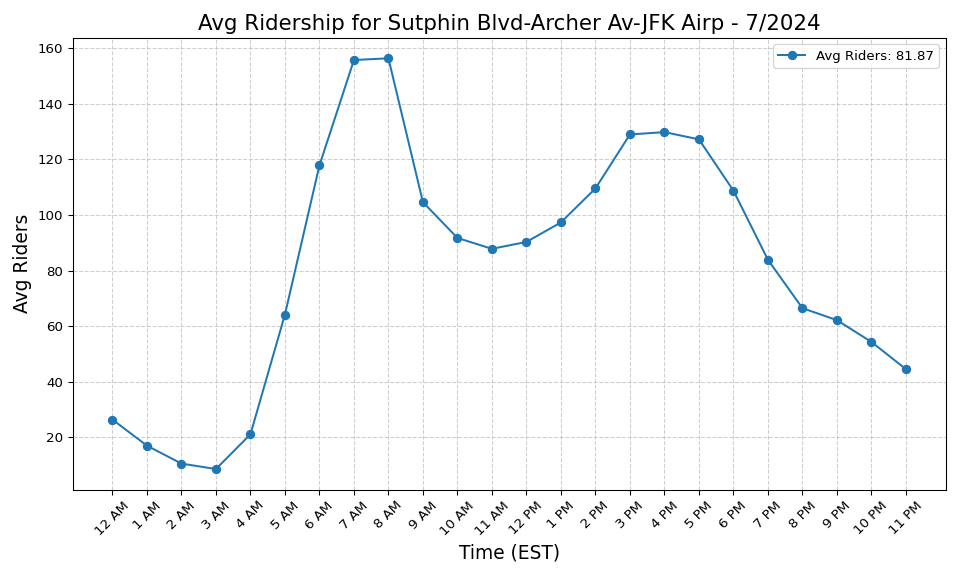 Avg Ridership for Sutphin Blvd-Archer Av-JFK Airp - 7/2024
Avg Riders: 81.87
Avg Riders
160
140
120
100
80
60
40
20
12 AM
1 AM
2 AM
3 AM
4 AM
5 AM
6 AM
7 AM
8 AM
9 AM
10 AM
11 AM
12 PM
1 PM
2 PM
3 PM
4 PM
5 PM
6 PM
7 PM
8 PM
9 PM
10 PM
11 PM
Time (EST)